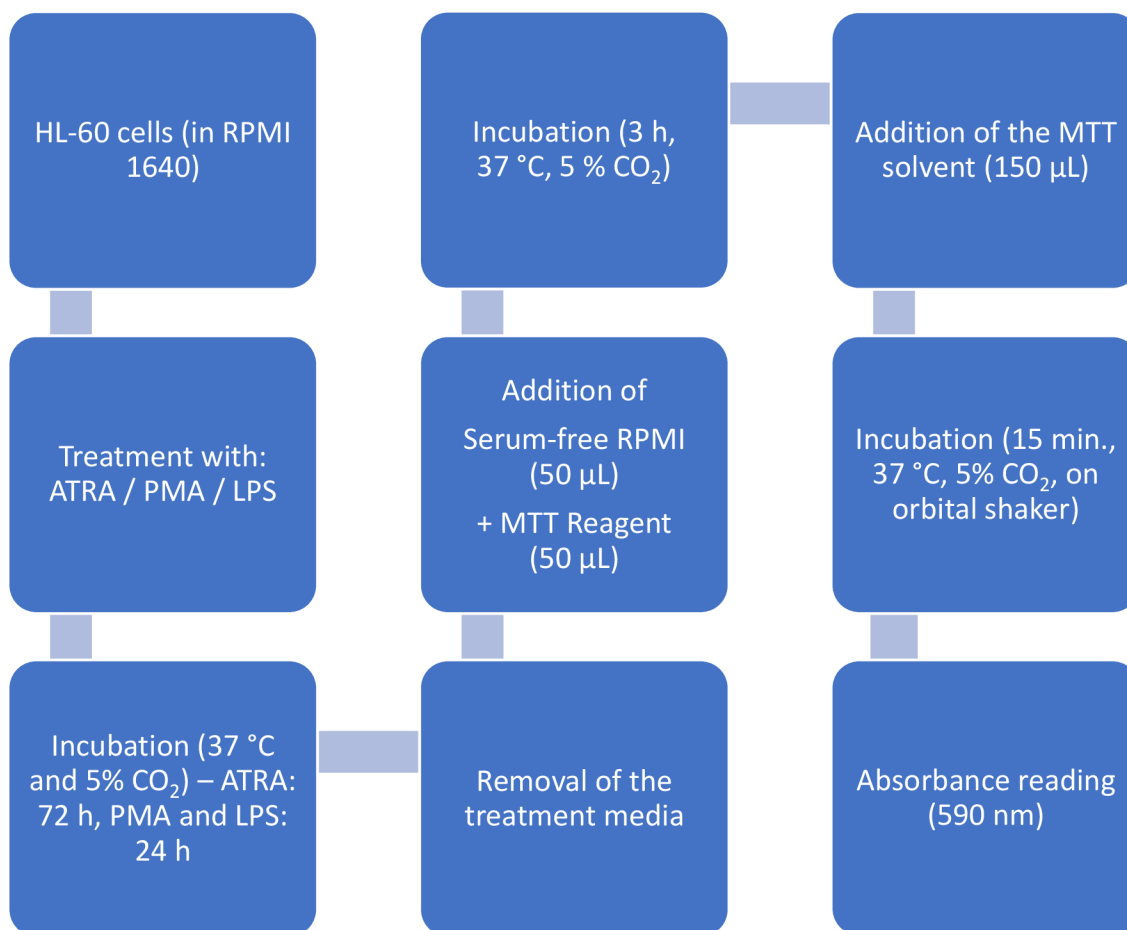 HL-60 cells (in RPMI
1640)
Treatment with:
ATRA / PMA / LPS
Incubation (37 °C
and 5% CO₂) – ATRA:
72 h, PMA and LPS:
24 h
Removal of the
treatment media
Addition of
Serum-free RPMI
(50 µL)
+ MTT Reagent
(50 µL)
Incubation (3 h,
37 °C, 5 % CO₂)
Addition of the MTT
solvent (150 µL)
Incubation (15 min.,
37 °C, 5% CO₂, on
orbital shaker)
Absorbance reading
(590 nm)